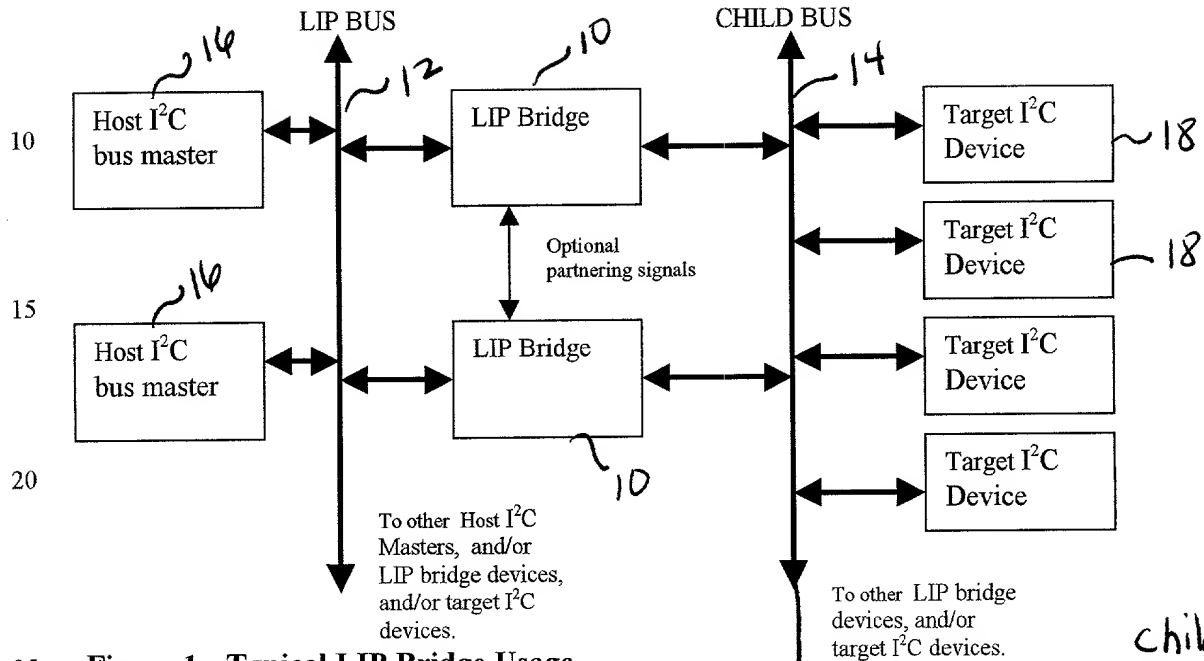 LIP BUS
CHILD BUS
16
12
10
14
10
Host I²C
bus master
LIP Bridge
Target I²C
Device
18
Optional
partnering signals
Target I²C
Device
18
15
16
Host I²C
bus master
LIP Bridge
Target I²C
Device
20
10
Target I²C
Device
To other Host I²C
Masters, and/or
LIP bridge devices,
and/or target I²C
devices.
To other LIP bridge
devices, and/or
target I²C devices.
Figure 1 Typical LIP Bridge Usage